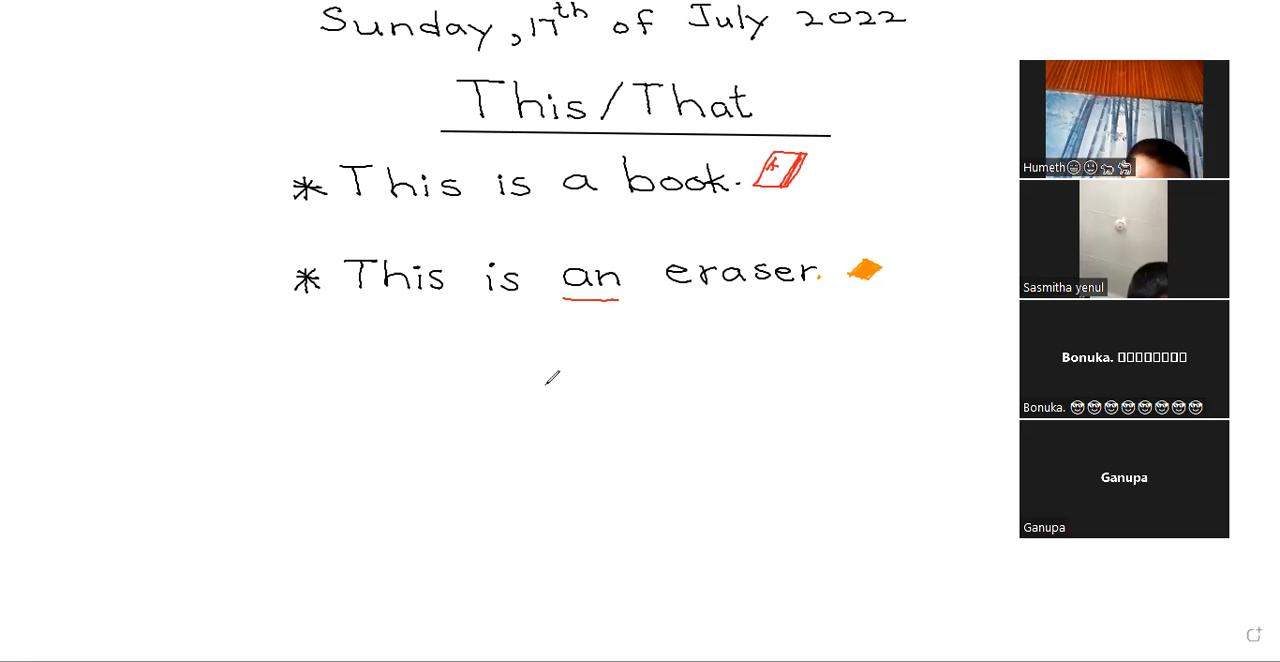 Sunday, 17th of July 2022
This/That
* This is a book.
* This is an eraser.
Humeth
Sasmitha yenul
Bonuka.
Bonuka.
Ganupa
Ganupa